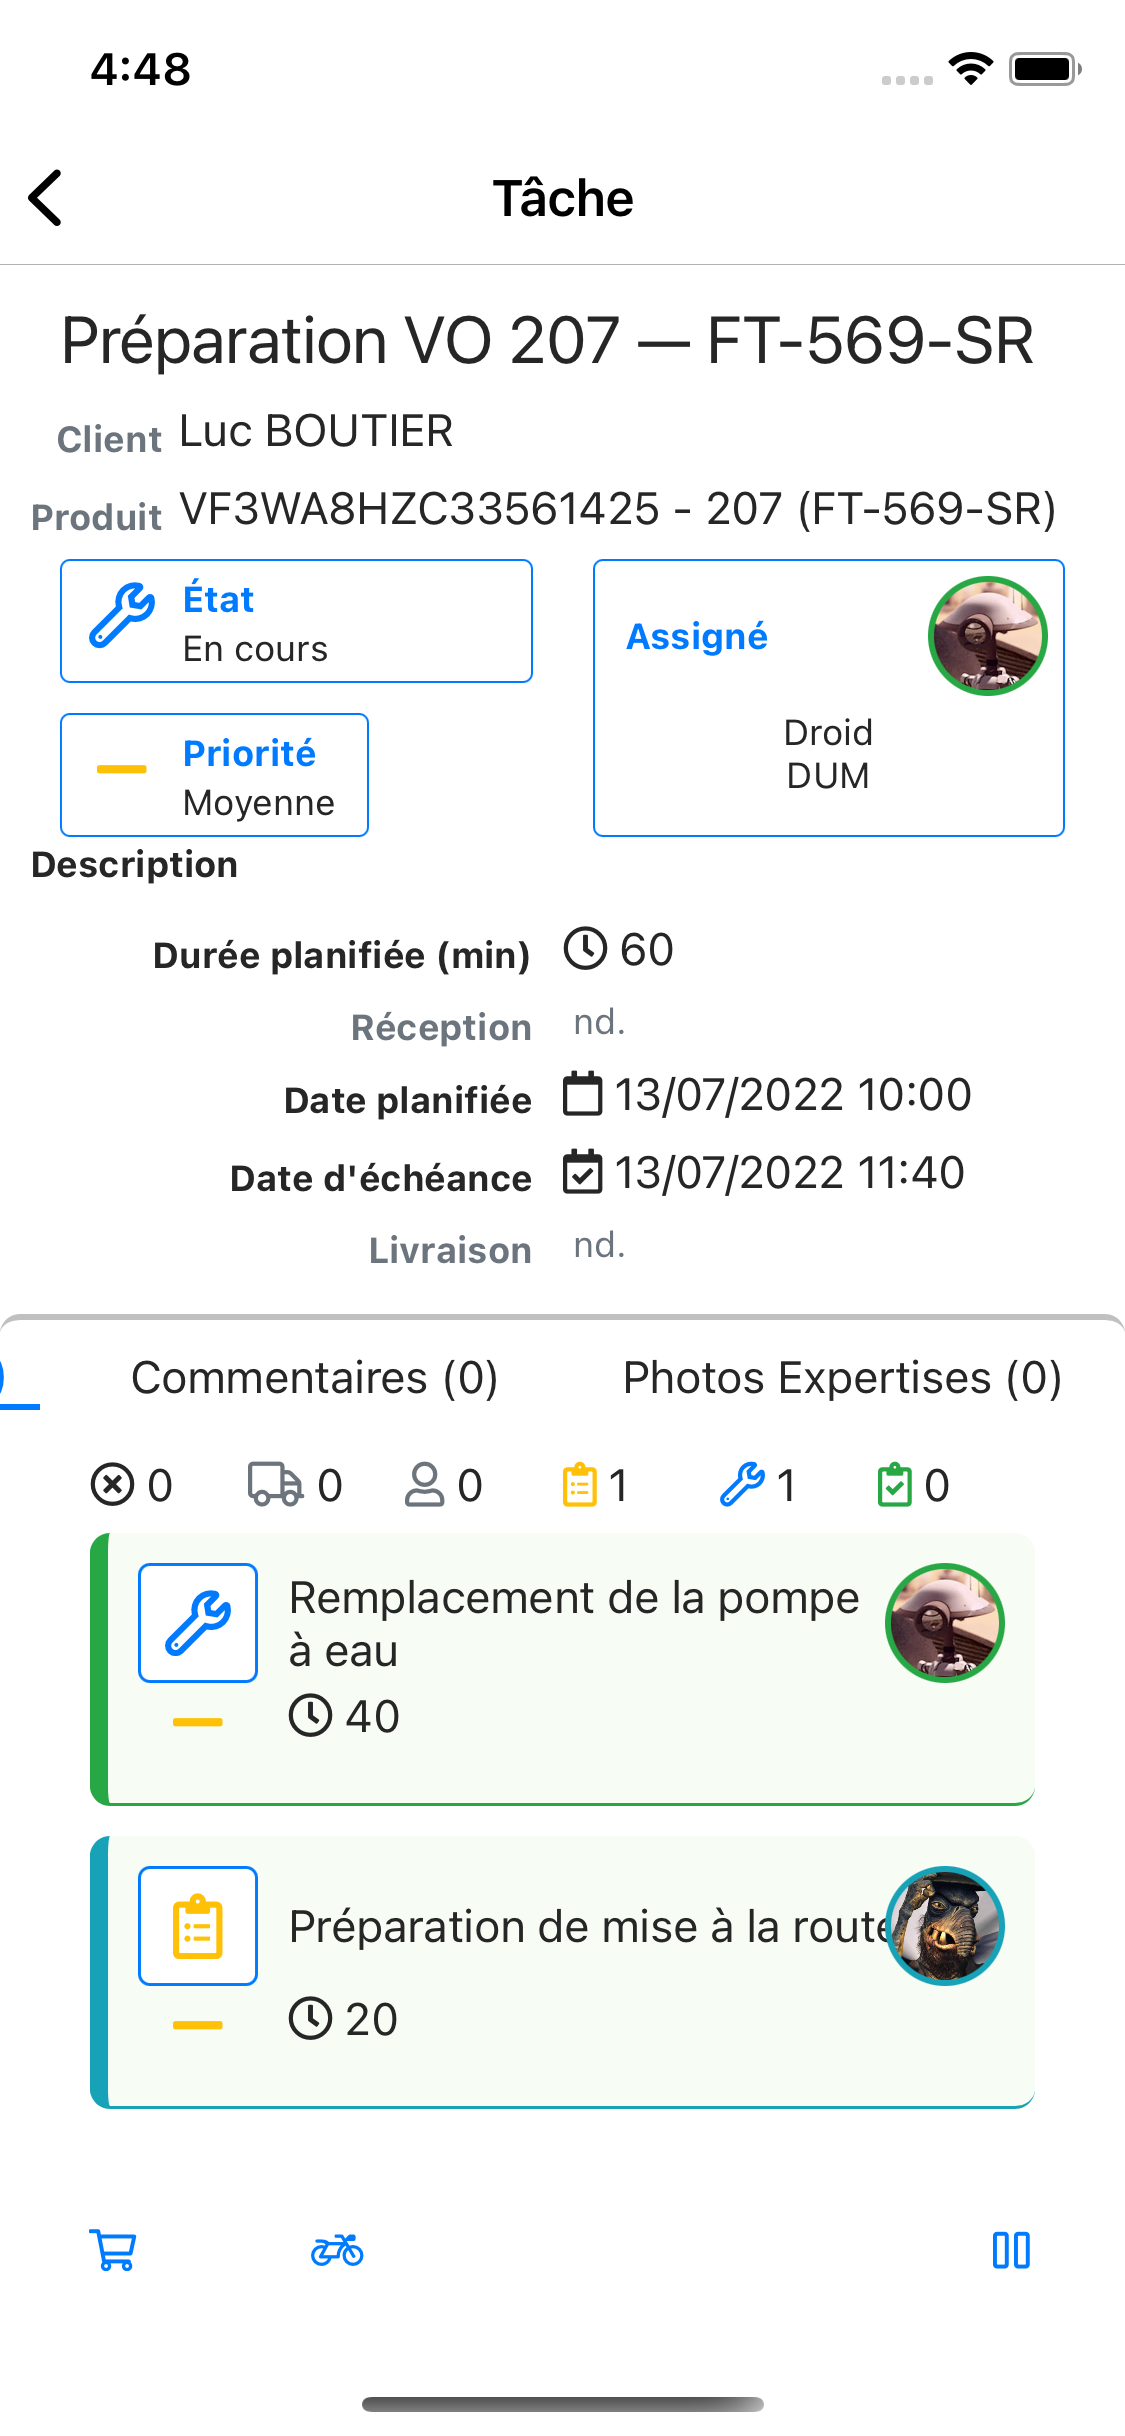 4:48
Tâche
Préparation VO 207 — FT-569-SR
Client Luc BOUTIER
Produit VF3WA8HZC33561425 - 207 (FT-569-SR)
État
En cours
Assigné
Droid
DUM
Priorité
Moyenne
Description
Durée planifiée (min) 60
Réception nd.
Date planifiée 13/07/2022 10:00
Date d'échéance 13/07/2022 11:40
Livraison nd.
) Commentaires (0) Photos Expertises (0)
0 0 0 1 1 0
Remplacement de la pompe
à eau
40
Préparation de mise à la route
20